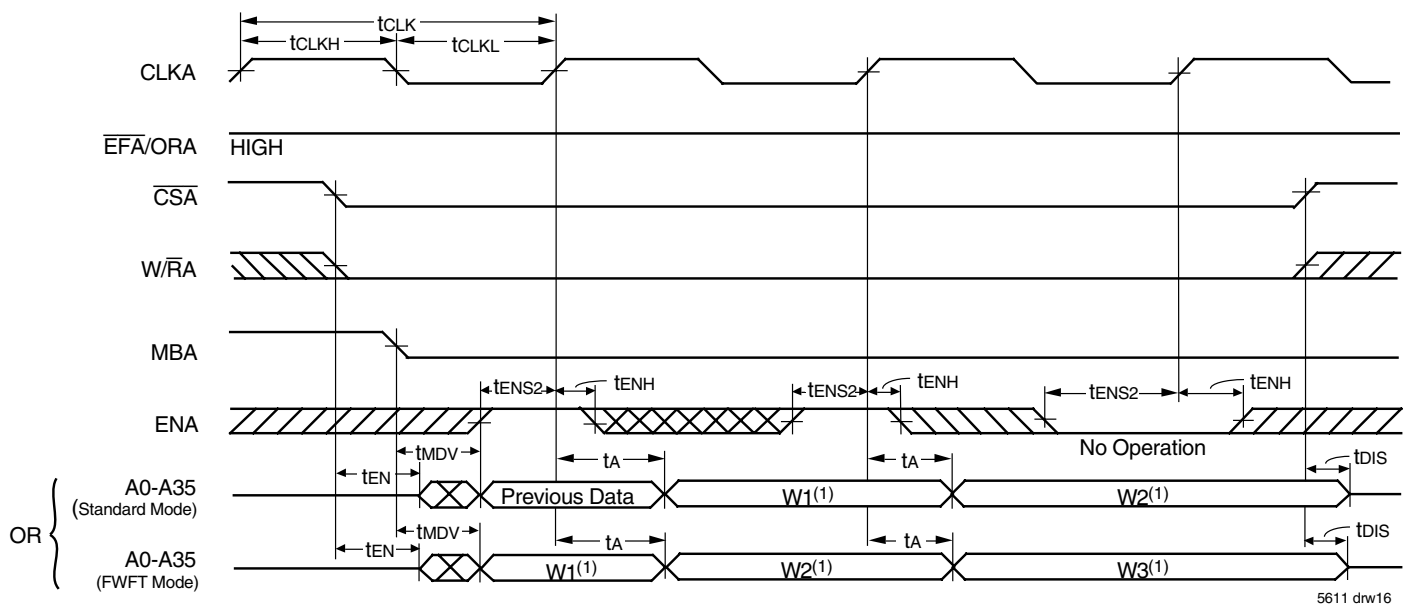 tCLK
tCLKH tCLKL
CLKA
EFA/ORA HIGH
CSA
W/RA
MBA
tENS2 tENH tENS2 tENH tENS2 tENH
ENA
No Operation
tMDV tA tA tDIS
tEN
A0-A35 Previous Data W1(1) W2(1)
(Standard Mode)
OR
tMDV tA tA tDIS
tEN
A0-A35 W1(1) W2(1) W3(1)
(FWFT Mode)
5611 drw16